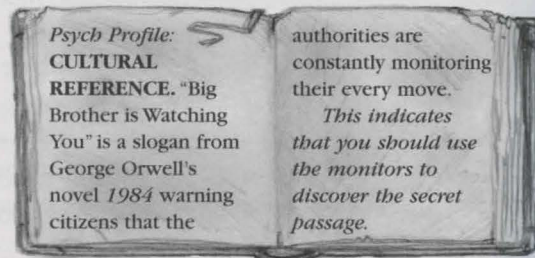 Psych Profile:
CULTURAL
REFERENCE. "Big
Brother is Watching
You" is a slogan from
George Orwell's
novel 1984 warning
citizens that the
authorities are
constantly monitoring
their every move.
This indicates
that you should use
the monitors to
discover the secret
passage.